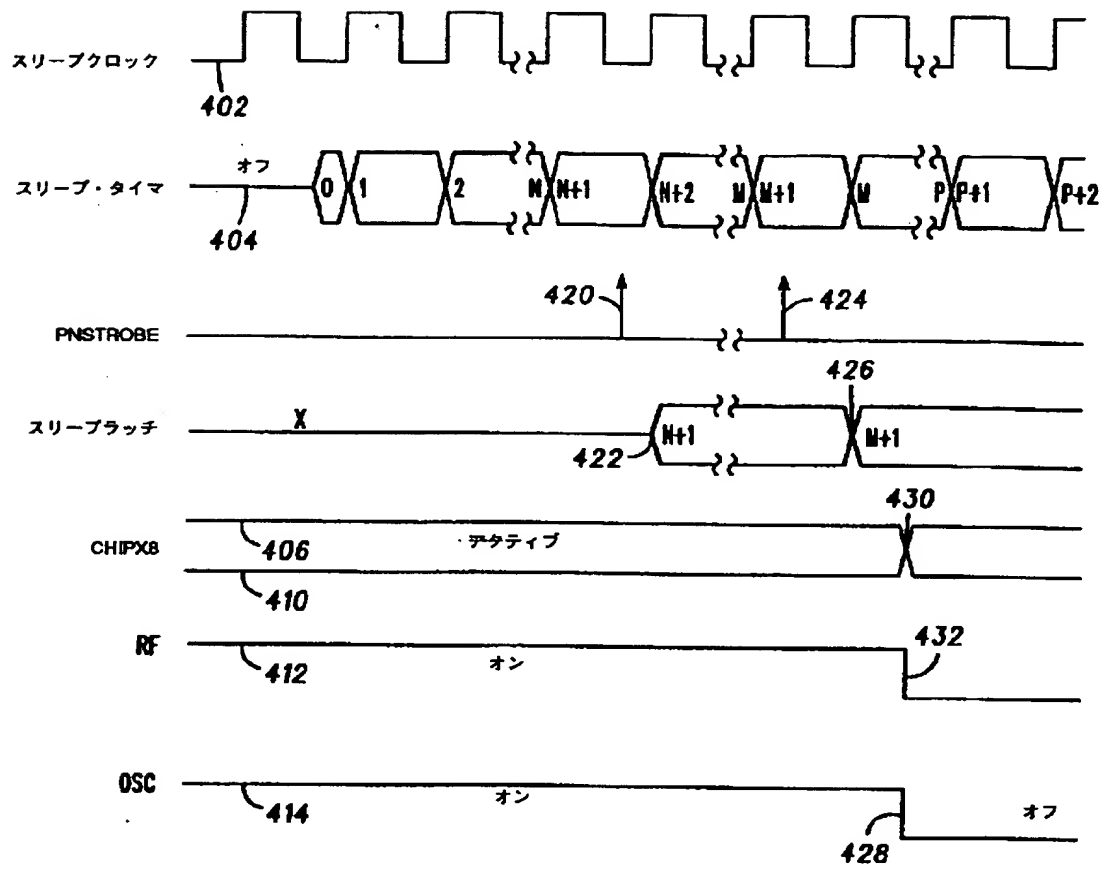 スリープクロック
402
オフ
スリープ・タイマ
0 1 2 N N+1 N+2 M M+1 M P P+1 P+2
404
420 424
PNSTROBE
426
X
スリープラッチ
N+1 M+1
422
430
406 アクティブ
CHIPX8
410
RF
432
412 オン
OSC
414 オン オフ
428